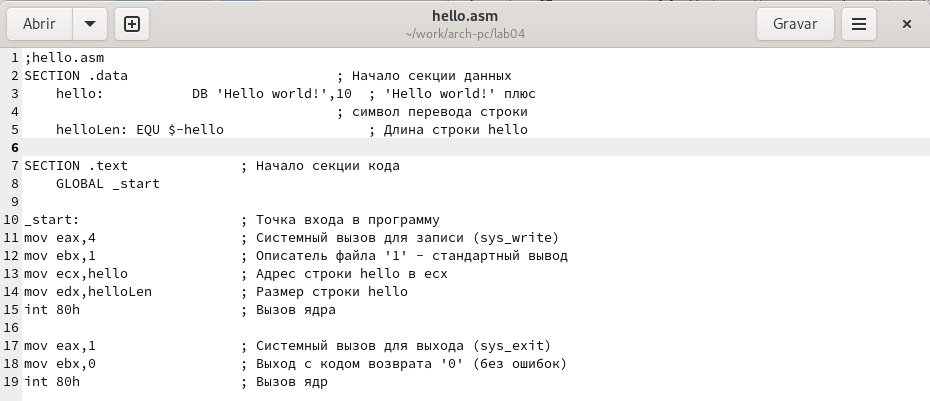 Abrir
hello.asm
~/work/arch-pc/lab04
Gravar
1 ;hello.asm
2 SECTION .data ; Начало секции данных
3 hello: DB 'Hello world!',10 ; 'Hello world!' плюс
4 ; символ перевода строки
5 helloLen: EQU $-hello ; Длина строки hello
6
7 SECTION .text ; Начало секции кода
8 GLOBAL _start
9
10 _start: ; Точка входа в программу
11 mov eax,4 ; Системный вызов для записи (sys_write)
12 mov ebx,1 ; Описатель файла '1' - стандартный вывод
13 mov ecx,hello ; Адрес строки hello в ecx
14 mov edx,helloLen ; Размер строки hello
15 int 80h ; Вызов ядра
16
17 mov eax,1 ; Системный вызов для выхода (sys_exit)
18 mov ebx,0 ; Выход с кодом возврата '0' (без ошибок)
19 int 80h ; Вызов ядр